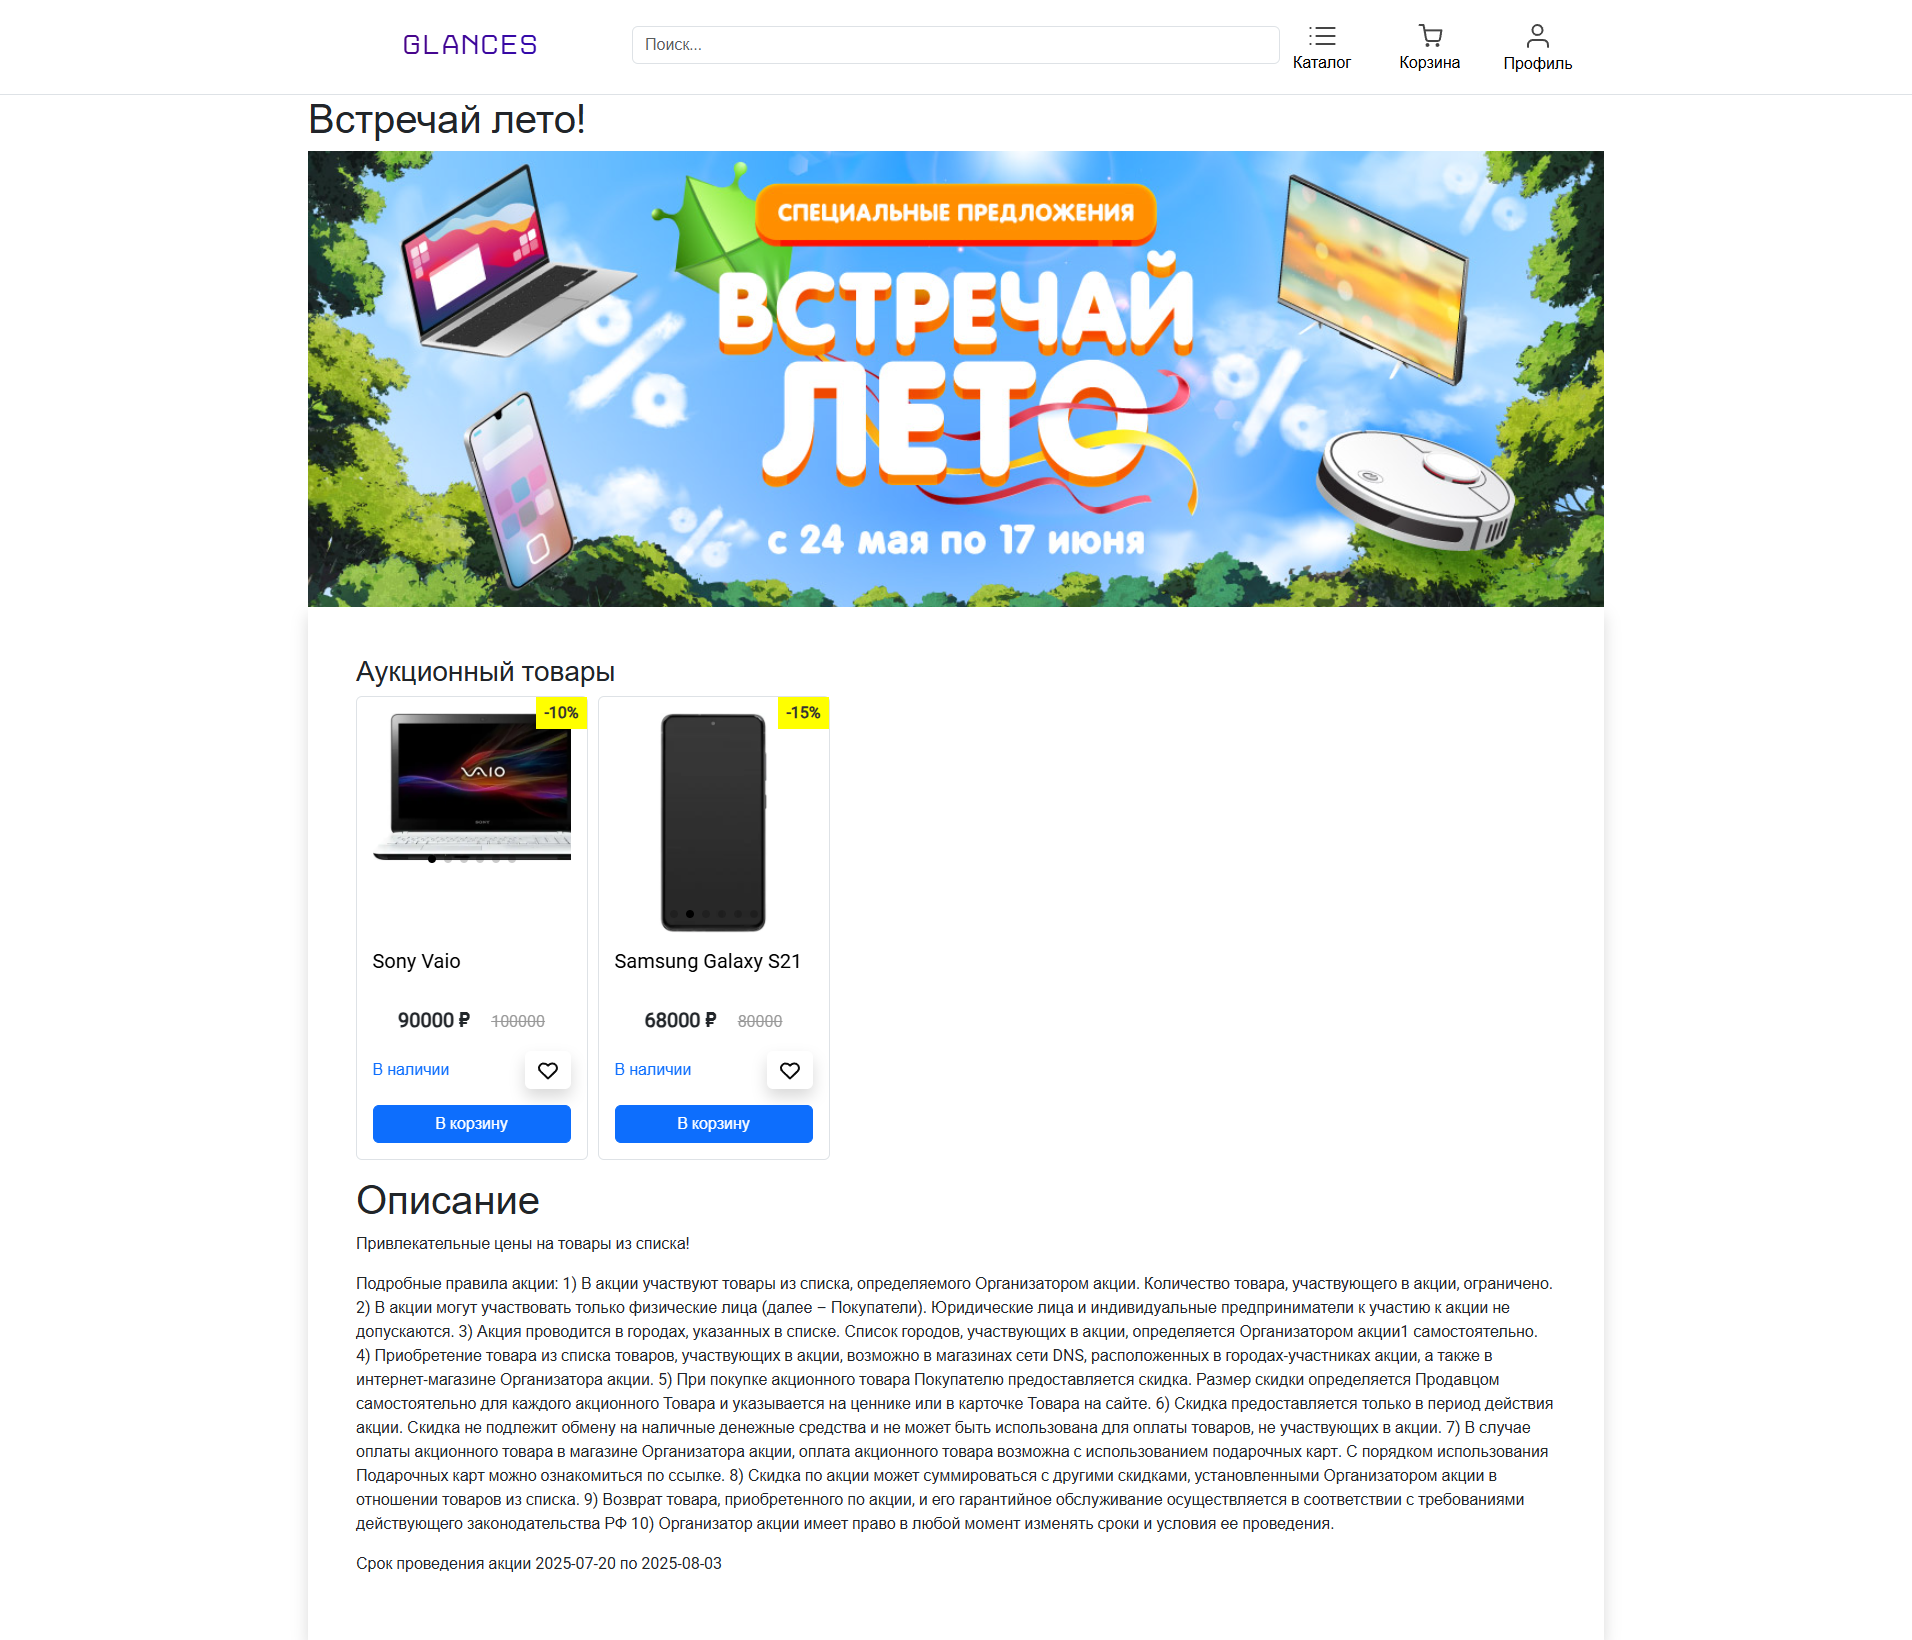 GLANCES
Поиск...
Каталог
Корзина
Профиль
Встречай лето!
СПЕЦИАЛЬНЫЕ ПРЕДЛОЖЕНИЯ
ВСТРЕЧАЙ
ЛЕТО
с 24 мая по 17 июня
Аукционный товары
-10%
VAIO
SONY
Sony Vaio
90000 ₽ 100000
В наличии
В корзину
-15%
Samsung Galaxy S21
68000 ₽ 80000
В наличии
В корзину
Описание
Привлекательные цены на товары из списка!
Подробные правила акции: 1) В акции участвуют товары из списка, определяемого Организатором акции. Количество товара, участвующего в акции, ограничено.
2) В акции могут участвовать только физические лица (далее – Покупатели). Юридические лица и индивидуальные предприниматели к участию к акции не
допускаются. 3) Акция проводится в городах, указанных в списке. Список городов, участвующих в акции, определяется Организатором акции1 самостоятельно.
4) Приобретение товара из списка товаров, участвующих в акции, возможно в магазинах сети DNS, расположенных в городах-участниках акции, а также в
интернет-магазине Организатора акции. 5) При покупке акционного товара Покупателю предоставляется скидка. Размер скидки определяется Продавцом
самостоятельно для каждого акционного Товара и указывается на ценнике или в карточке Товара на сайте. 6) Скидка предоставляется только в период действия
акции. Скидка не подлежит обмену на наличные денежные средства и не может быть использована для оплаты товаров, не участвующих в акции. 7) В случае
оплаты акционного товара в магазине Организатора акции, оплата акционного товара возможна с использованием подарочных карт. С порядком использования
Подарочных карт можно ознакомиться по ссылке. 8) Скидка по акции может суммироваться с другими скидками, установленными Организатором акции в
отношении товаров из списка. 9) Возврат товара, приобретенного по акции, и его гарантийное обслуживание осуществляется в соответствии с требованиями
действующего законодательства РФ 10) Организатор акции имеет право в любой момент изменять сроки и условия ее проведения.
Срок проведения акции 2025-07-20 по 2025-08-03